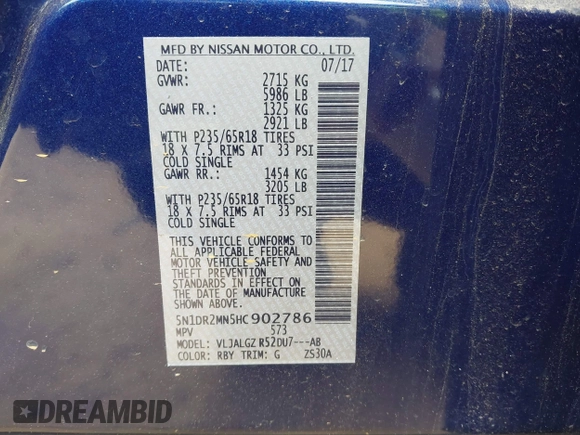 MFD BY NISSAN MOTOR CO., LTD.
DATE: 07/17
GVWR: 2715 KG
5986 LB
GAWR FR.: 1325 KG
2921 LB
WITH P235/65R18 TIRES
18 X 7.5 RIMS AT 33 PSI
COLD SINGLE
GAWR RR.: 1454 KG
3205 LB
WITH P235/65R18 TIRES
18 X 7.5 RIMS AT 33 PSI
COLD SINGLE
THIS VEHICLE CONFORMS TO
ALL APPLICABLE FEDERAL
MOTOR VEHICLE SAFETY AND
THEFT PREVENTION
STANDARDS IN EFFECT ON THE
DATE OF MANUFACTURE
SHOWN ABOVE.
5N1DR2MN5HC902786
MPV 573
MODEL: VLJALGZ R52DU7---AB
COLOR: RBY TRIM: G ZS30A
DREAMBID